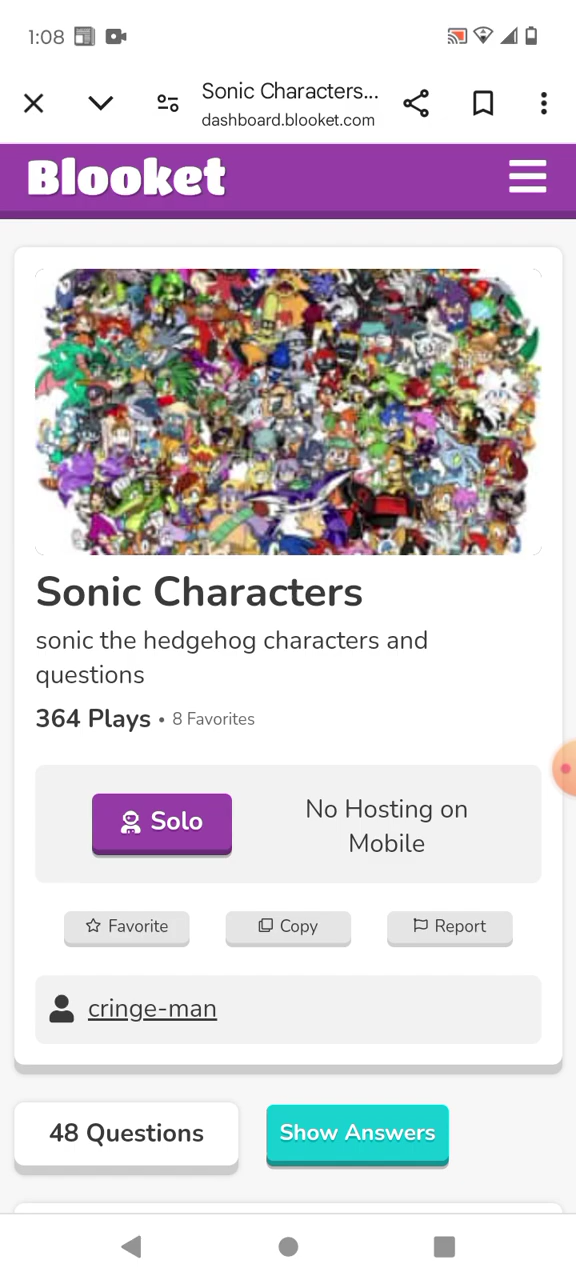 1:08
Sonic Characters...
dashboard.blooket.com
Blooket
Sonic Characters
sonic the hedgehog characters and
questions
364 Plays • 8 Favorites
Solo
No Hosting on
Mobile
Favorite
Copy
Report
cringe-man
48 Questions
Show Answers